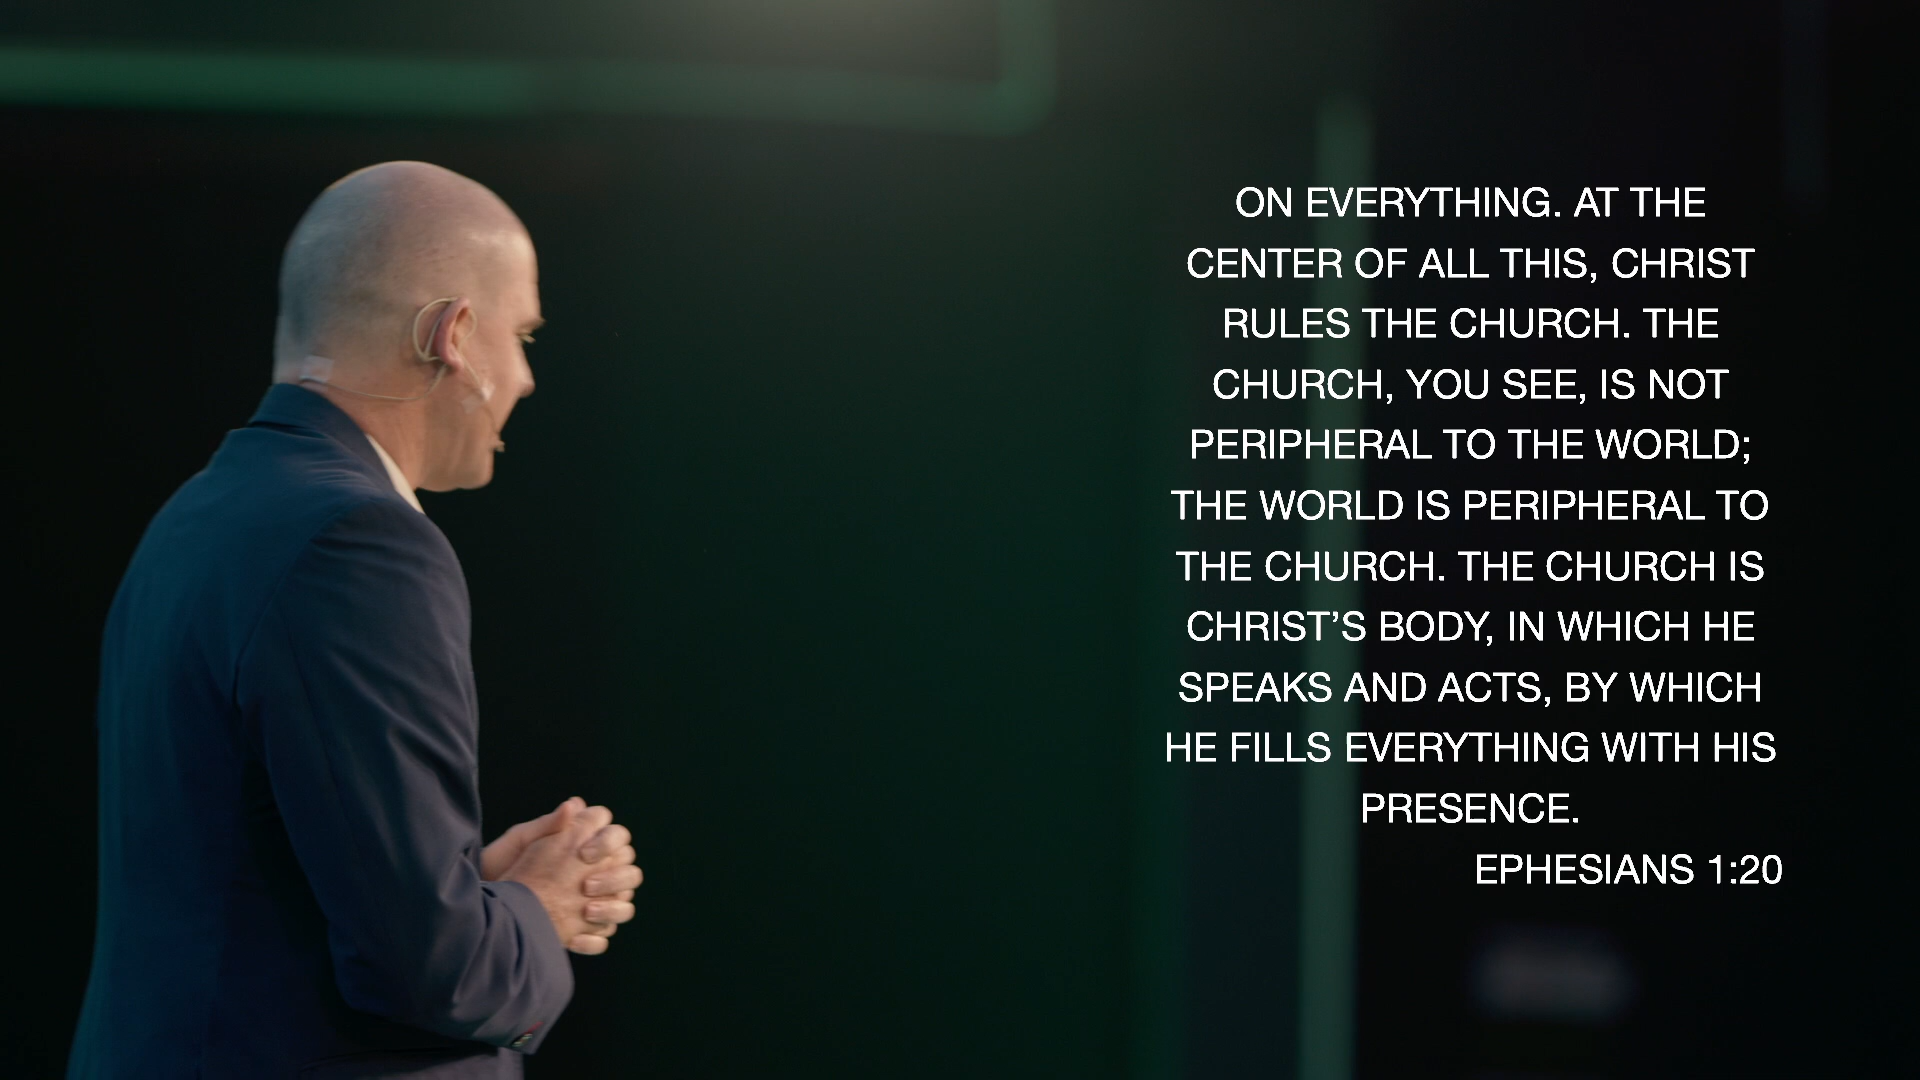 ON EVERYTHING. AT THE
CENTER OF ALL THIS, CHRIST
RULES THE CHURCH. THE
CHURCH, YOU SEE, IS NOT
PERIPHERAL TO THE WORLD;
THE WORLD IS PERIPHERAL TO
THE CHURCH. THE CHURCH IS
CHRIST’S BODY, IN WHICH HE
SPEAKS AND ACTS, BY WHICH
HE FILLS EVERYTHING WITH HIS
PRESENCE.
EPHESIANS 1:20